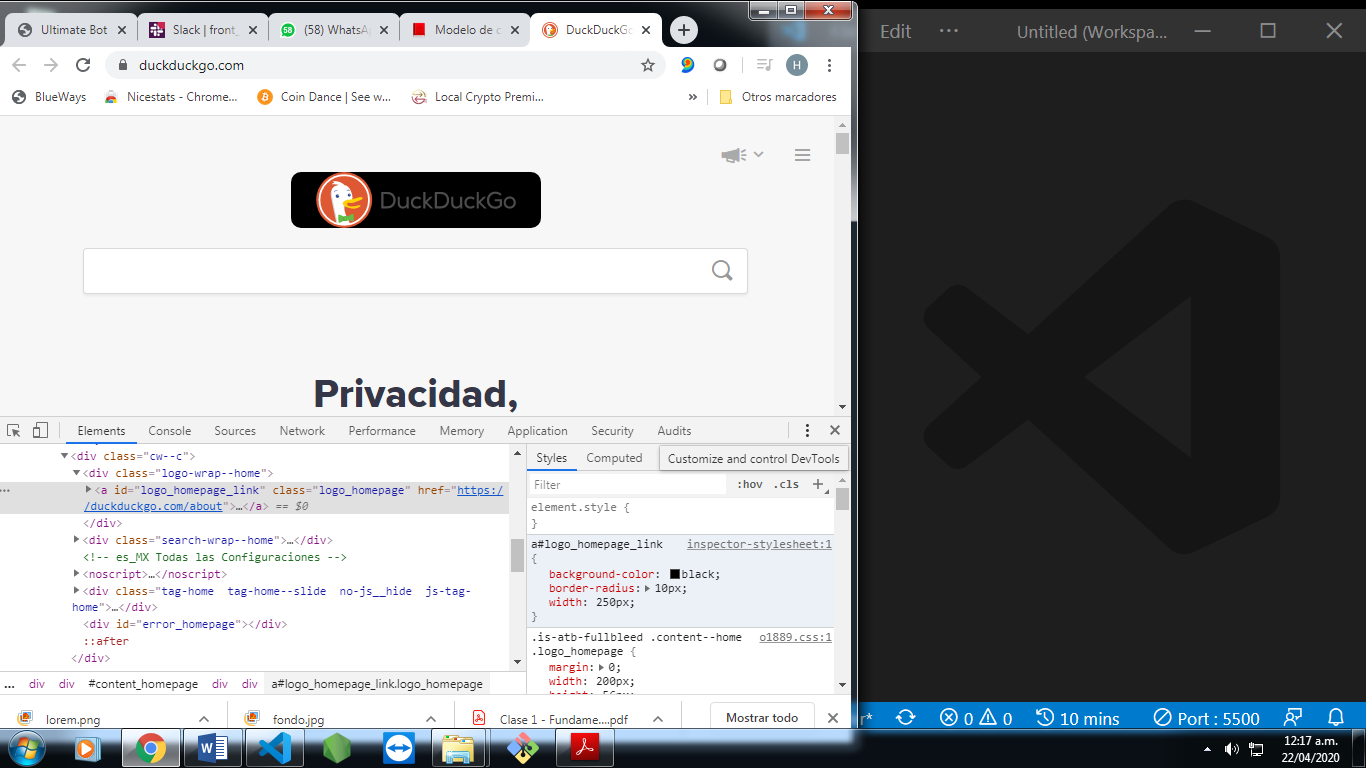 Ultimate Bot
Slack | front_
58
(58) WhatsA
Modelo de c
DuckDuckGo
duckduckgo.com
H
BlueWays
Nicestats - Chrome...
Coin Dance | See w...
Local Crypto Premi...
»
Otros marcadores
DuckDuckGo
Privacidad,
Elements
Console
Sources
Network
Performance
Memory
Application
Security
Audits
<div class="cw--c">
<div class="logo-wrap--home">
<a id="logo_homepage_link" class="logo_homepage" href="https:/
/duckduckgo.com/about">…</a> == $0
</div>
<div class="search-wrap--home">…</div>
<!-- es_MX Todas las Configuraciones -->
<noscript>…</noscript>
<div class="tag-home  tag-home--slide  no-js__hide  js-tag-
home">…</div>
<div id="error_homepage"></div>
::after
</div>
... div div #content_homepage div div a#logo_homepage_link.logo_homepage
Styles
Computed
Customize and control DevTools
Filter
:hov .cls +
element.style {
}
a#logo_homepage_link inspector-stylesheet:1
{
background-color: black;
border-radius: 10px;
width: 250px;
}
.is-atb-fullbleed .content--home o1889.css:1
.logo_homepage {
margin: 0;
width: 200px;
height: 56px;
lorem.png
fondo.jpg
Clase 1 - Fundame....pdf
Mostrar todo
Edit
...
Untitled (Workspa...
r*
0
0
10 mins
Port : 5500
12:17 a.m.
22/04/2020